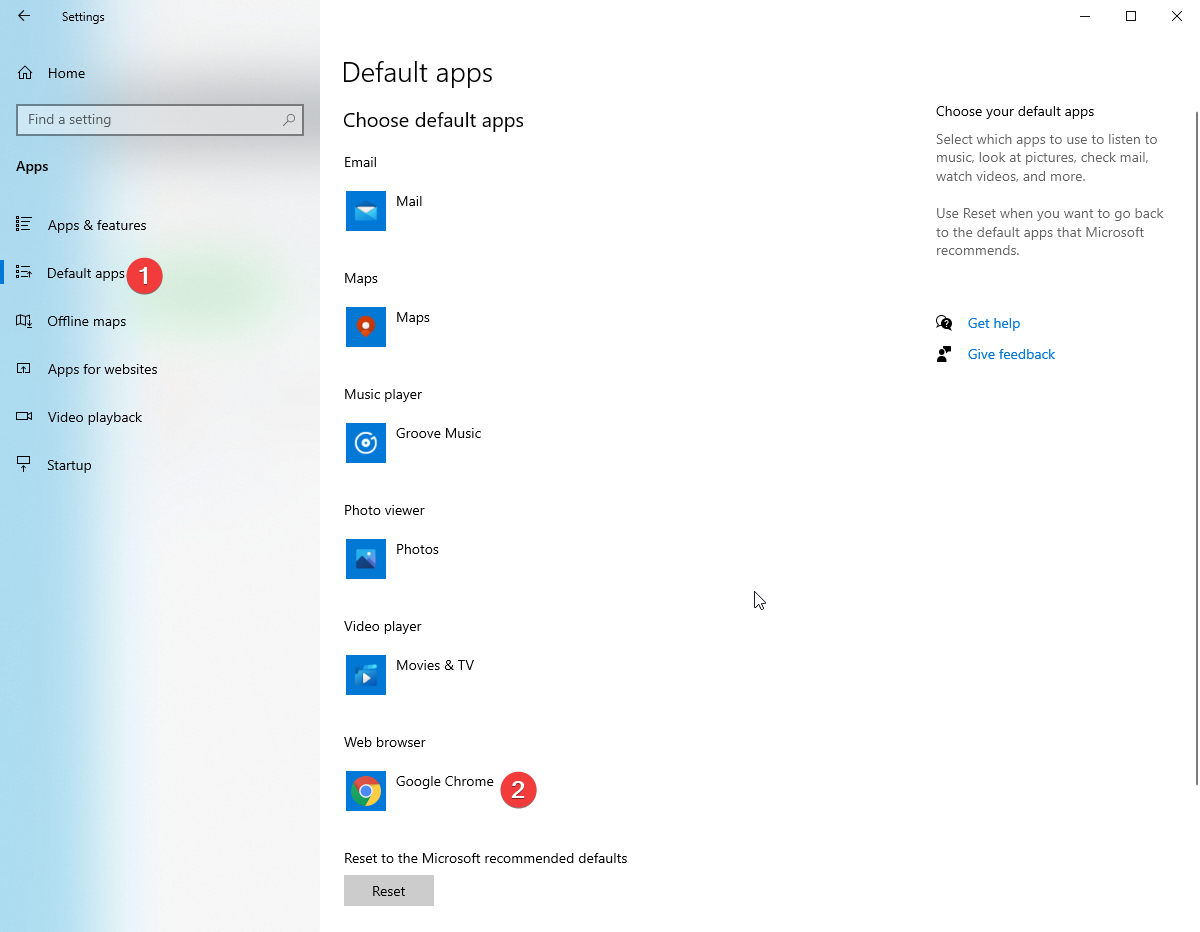 Settings
Home
Find a setting
Apps
Apps & features
Default apps
1
Offline maps
Apps for websites
Video playback
Startup
Default apps
Choose default apps
Email
Mail
Maps
Maps
Music player
Groove Music
Photo viewer
Photos
Video player
Movies & TV
Web browser
Google Chrome
2
Reset to the Microsoft recommended defaults
Reset
Choose your default apps
Select which apps to use to listen to
music, look at pictures, check mail,
watch videos, and more.
Use Reset when you want to go back
to the default apps that Microsoft
recommends.
Get help
Give feedback